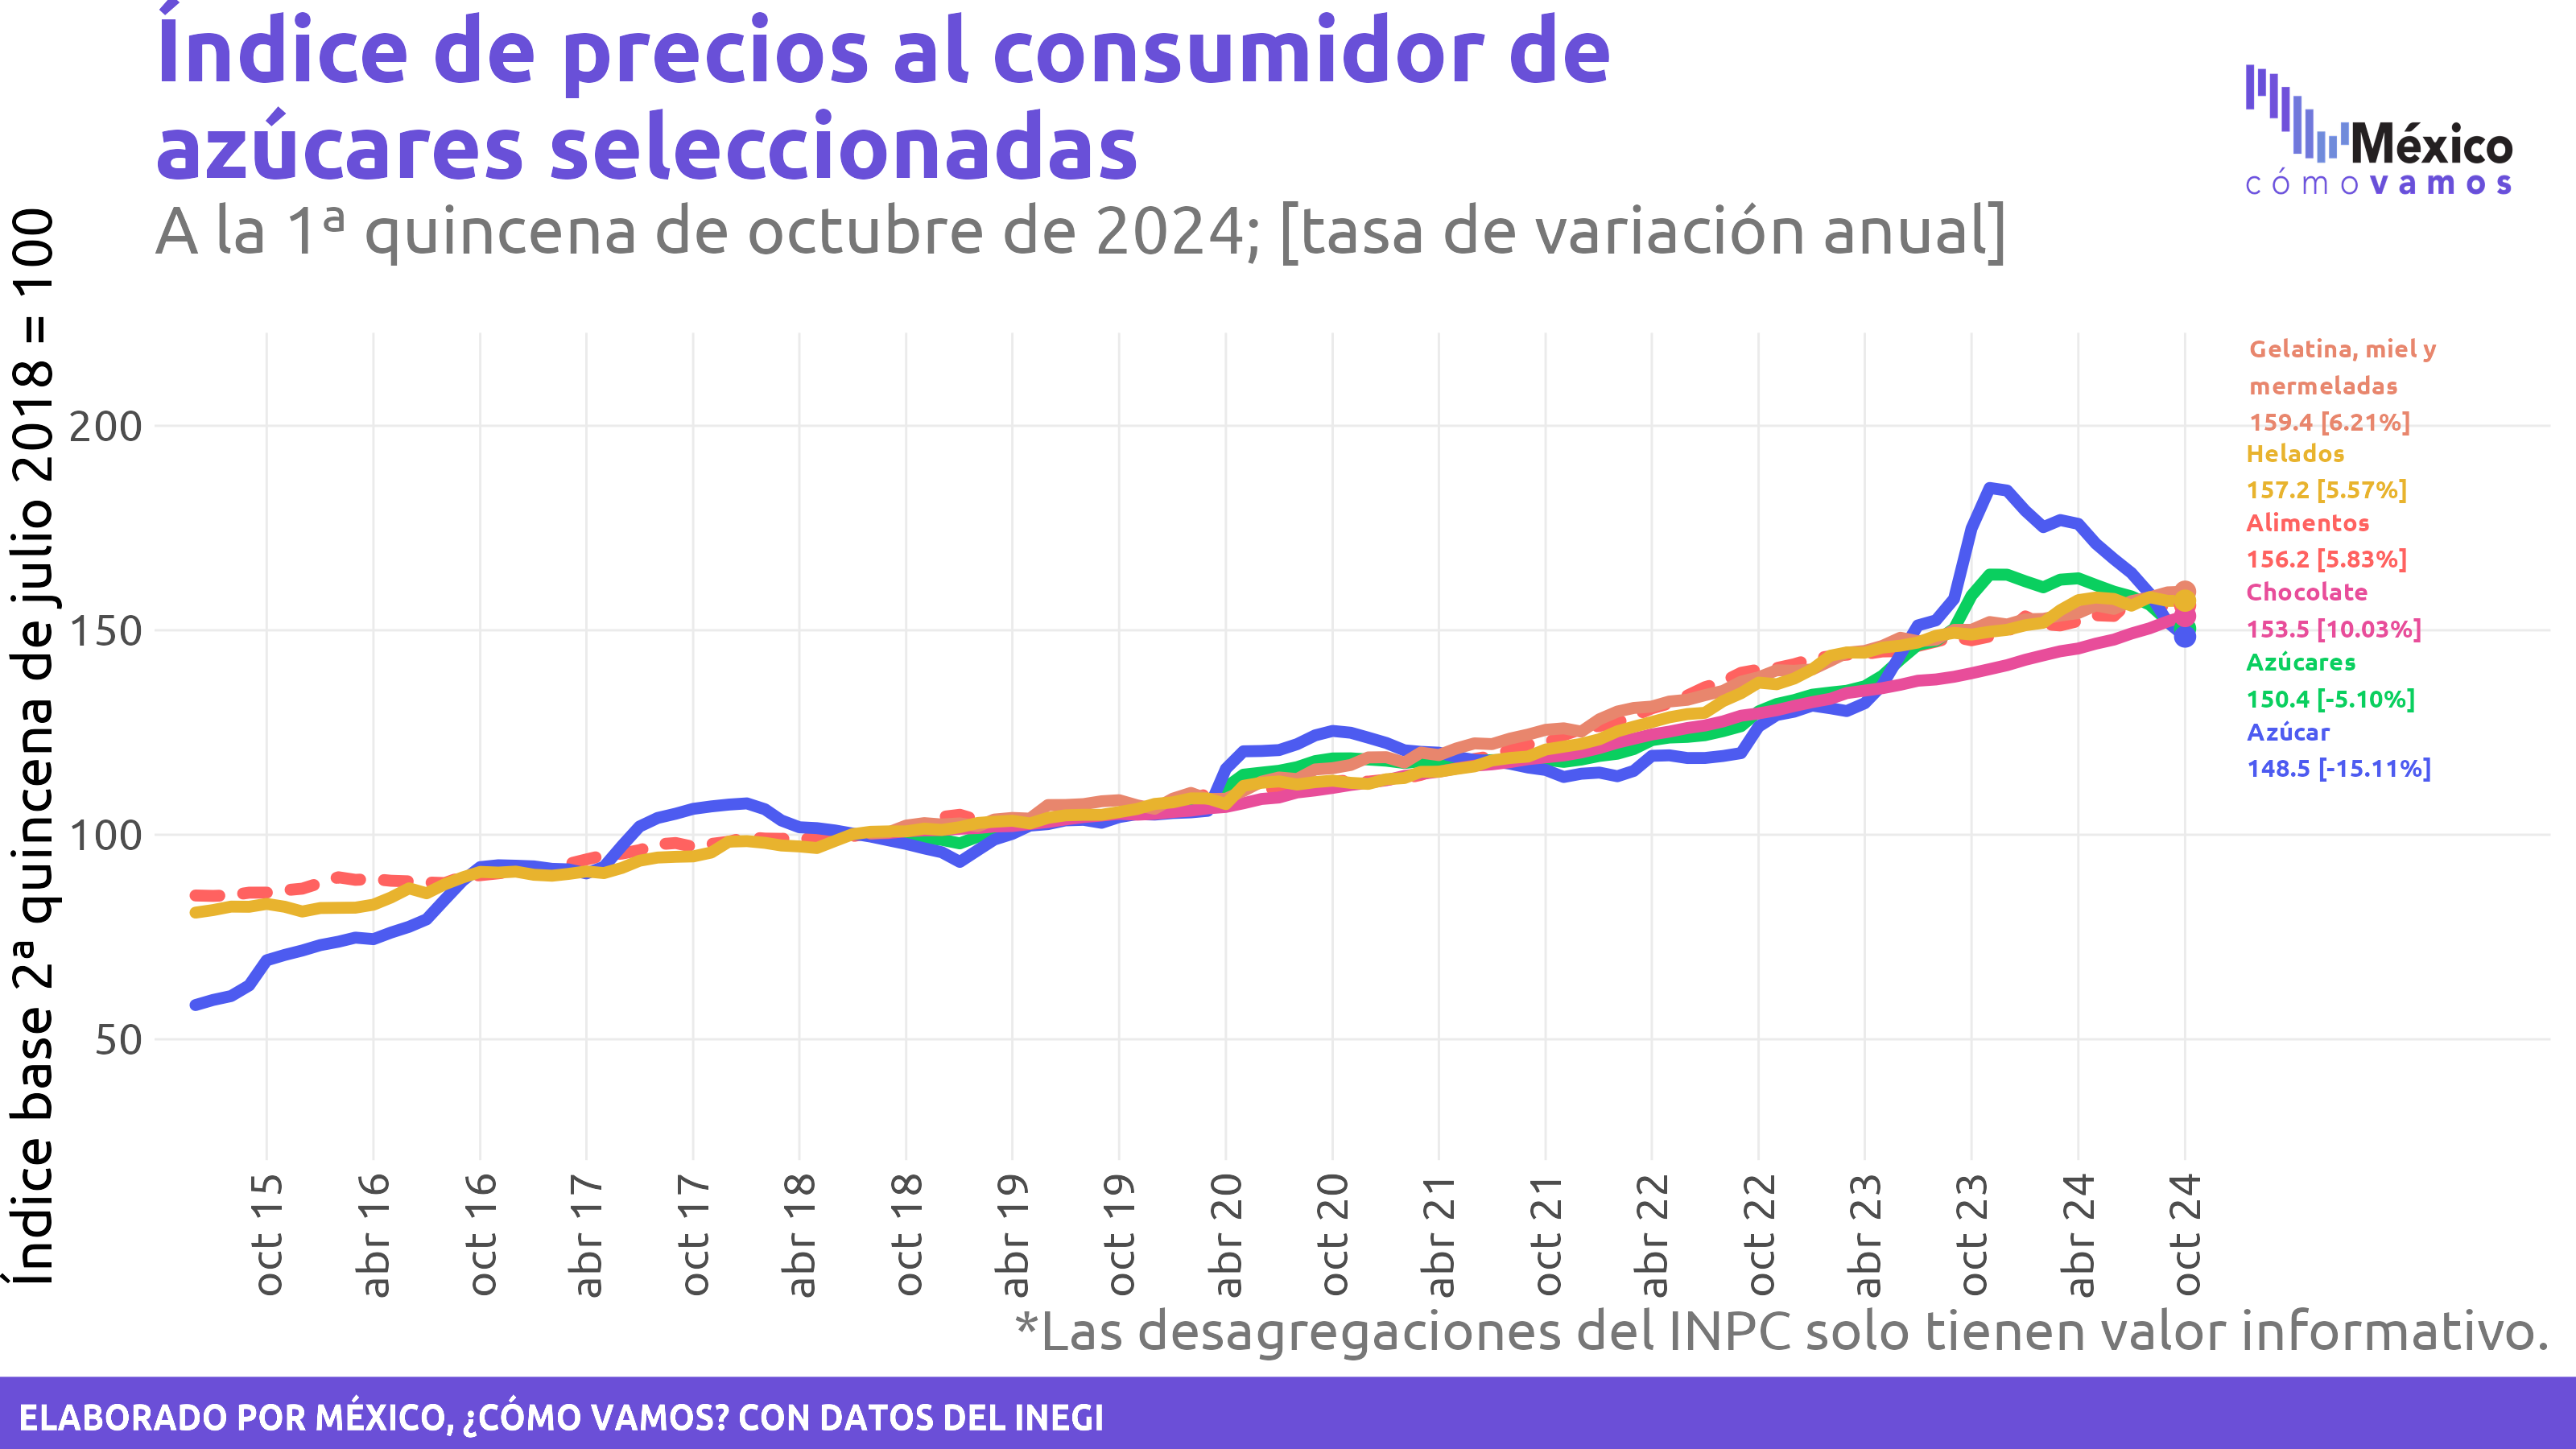 Índice de precios al consumidor de
azúcares seleccionadas
A la 1ª quincena de octubre de 2024; [tasa de variación anual]
México
cómo vamos
Índice base 2ª quincena de julio 2018 = 100
200
150
100
50
Gelatina, miel y
mermeladas
159.4 [6.21%]
Helados
157.2 [5.57%]
Alimentos
156.2 [5.83%]
Chocolate
153.5 [10.03%]
Azúcares
150.4 [-5.10%]
Azúcar
148.5 [-15.11%]
oct 15
abr 16
oct 16
abr 17
oct 17
abr 18
oct 18
abr 19
oct 19
abr 20
oct 20
abr 21
oct 21
abr 22
oct 22
abr 23
oct 23
abr 24
oct 24
*Las desagregaciones del INPC solo tienen valor informativo.
ELABORADO POR MÉXICO, ¿CÓMO VAMOS? CON DATOS DEL INEGI